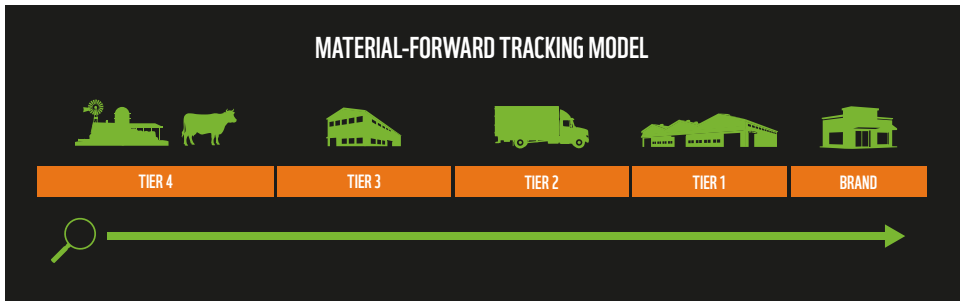 MATERIAL-FORWARD TRACKING MODEL
TIER 4
TIER 3
TIER 2
TIER 1
BRAND